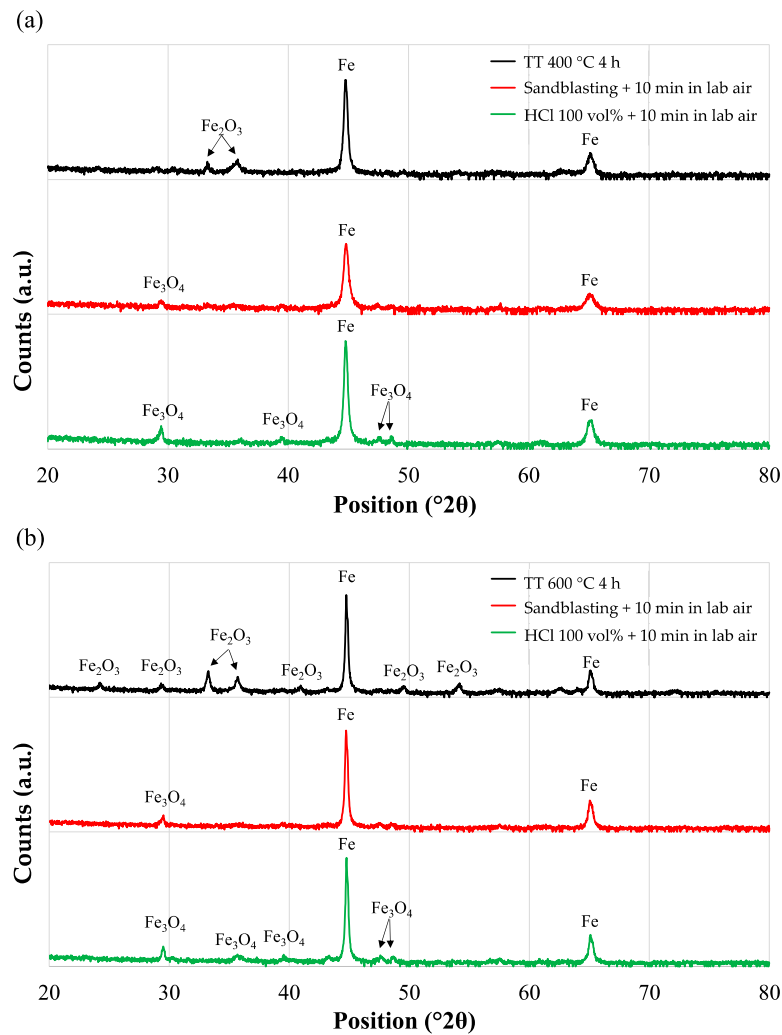 (a)
Fe
TT 400 °C 4 h
Sandblasting + 10 min in lab air
HCl 100 vol% + 10 min in lab air
Fe₂O₃
Fe
Fe
Fe₃O₄
Fe
Fe
Fe₃O₄
Fe₃O₄
Fe₃O₄
Fe
Counts (a.u.)
20 30 40 50 60 70 80
Position (°2θ)
(b)
Fe
TT 600 °C 4 h
Sandblasting + 10 min in lab air
HCl 100 vol% + 10 min in lab air
Fe₂O₃
Fe₂O₃ Fe₂O₃ Fe₂O₃ Fe₂O₃ Fe₂O₃
Fe
Fe
Fe₃O₄
Fe
Fe
Fe₃O₄
Fe₃O₄
Fe₃O₄ Fe₃O₄
Fe
Counts (a.u.)
20 30 40 50 60 70 80
Position (°2θ)